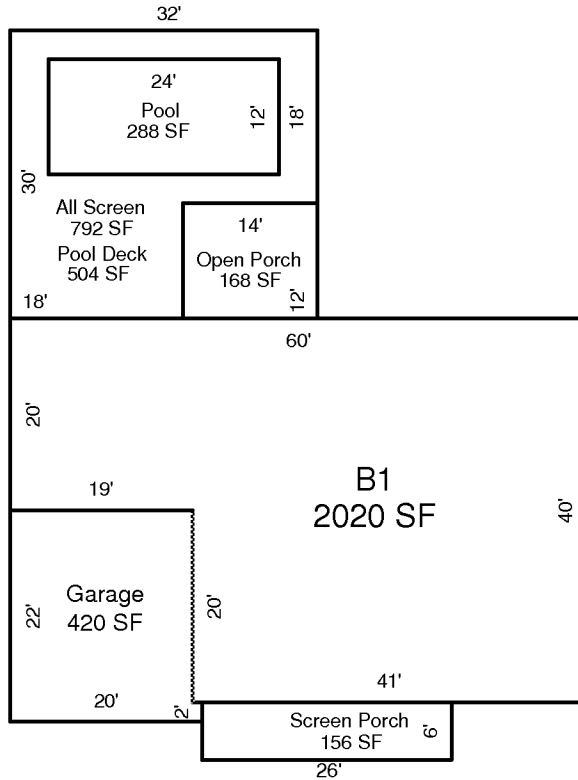 32'
24'
Pool
288 SF
12'
18'
30'
All Screen
792 SF
Pool Deck
504 SF
14'
Open Porch
168 SF
12'
18'
60'
20'
B1
2020 SF
40'
19'
Garage
420 SF
22'
20'
20'
2'
41'
Screen Porch
156 SF
6'
26'